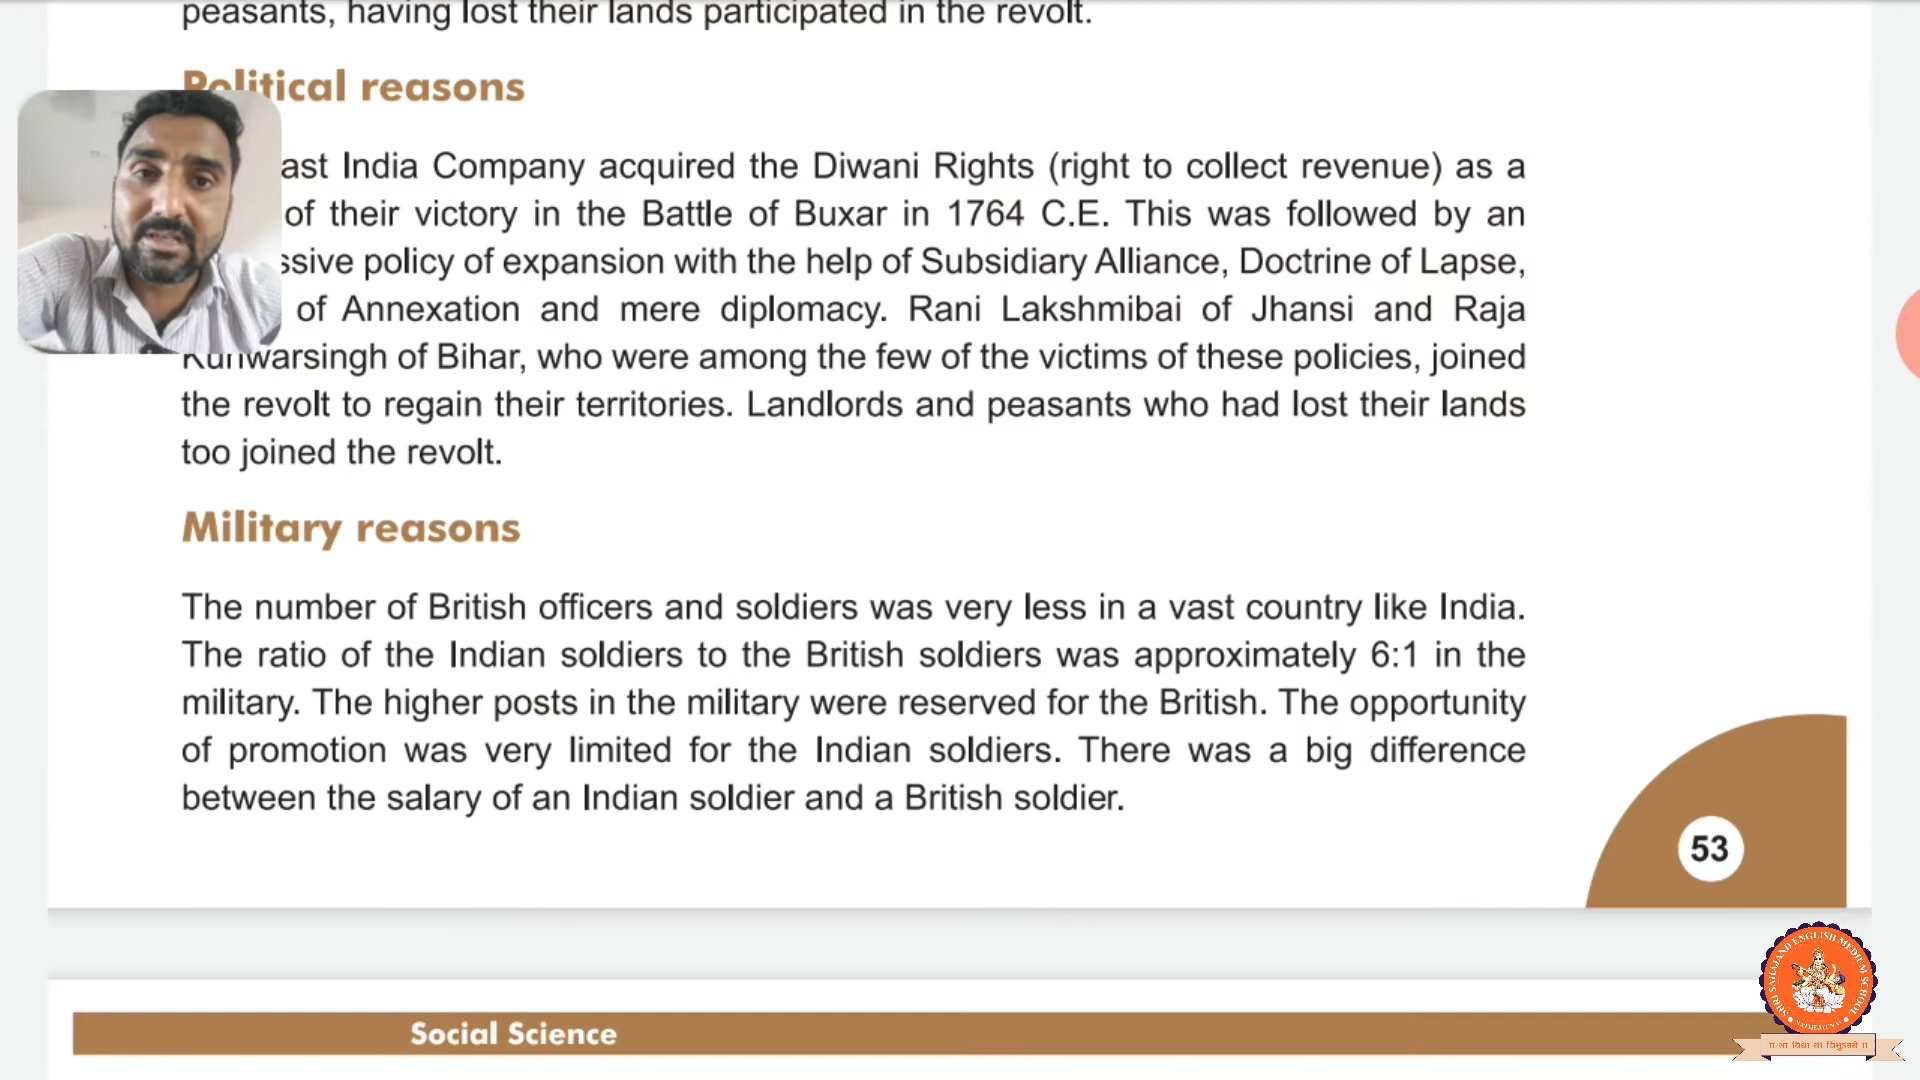 peasants, having lost their lands participated in the revolt.
Political reasons
ast India Company acquired the Diwani Rights (right to collect revenue) as a
of their victory in the Battle of Buxar in 1764 C.E. This was followed by an
ssive policy of expansion with the help of Subsidiary Alliance, Doctrine of Lapse,
of Annexation and mere diplomacy. Rani Lakshmibai of Jhansi and Raja
Kunwarsingh of Bihar, who were among the few of the victims of these policies, joined
the revolt to regain their territories. Landlords and peasants who had lost their lands
too joined the revolt.
Military reasons
The number of British officers and soldiers was very less in a vast country like India.
The ratio of the Indian soldiers to the British soldiers was approximately 6:1 in the
military. The higher posts in the military were reserved for the British. The opportunity
of promotion was very limited for the Indian soldiers. There was a big difference
between the salary of an Indian soldier and a British soldier.
53
SHRI SAHAJANAND ENGLISH MEDIUM SCHOOL
Social Science